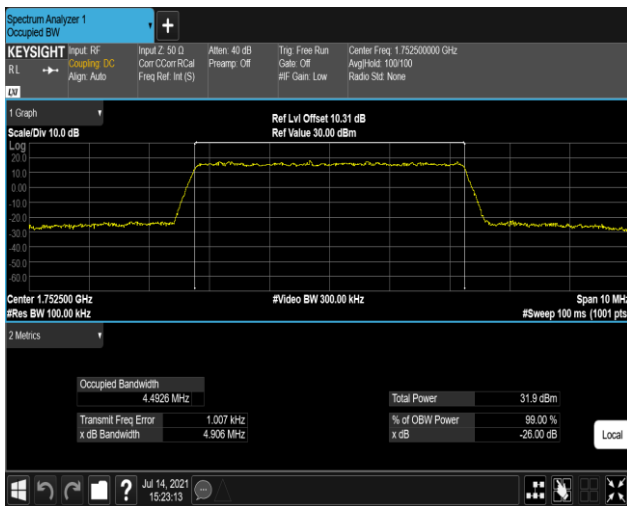 Spectrum Analyzer 1
Occupied BW
+
KEYSIGHT Input: RF Input Z: 50 Ω Atten: 40 dB Trig: Free Run Center Freq: 1.752500000 GHz
RL Coupling: DC Corr CCorr RCal Preamp: Off Gate: Off Avg|Hold: 100/100
Align: Auto Freq Ref: Int (S) #IF Gain: Low Radio Std: None
LXI
1 Graph
Ref Lvl Offset 10.31 dB
Scale/Div 10.0 dB Ref Value 30.00 dBm
Log
20.0
10.0
0.00
-10.0
-20.0
-30.0
-40.0
-50.0
-60.0
Center 1.752500 GHz #Video BW 300.00 kHz Span 10 MHz
#Res BW 100.00 kHz #Sweep 100 ms (1001 pts
2 Metrics
Occupied Bandwidth
4.4926 MHz Total Power 31.9 dBm
Transmit Freq Error 1.007 kHz % of OBW Power 99.00 %
x dB Bandwidth 4.906 MHz x dB -26.00 dB
Local
? Jul 14, 2021
15:23:13